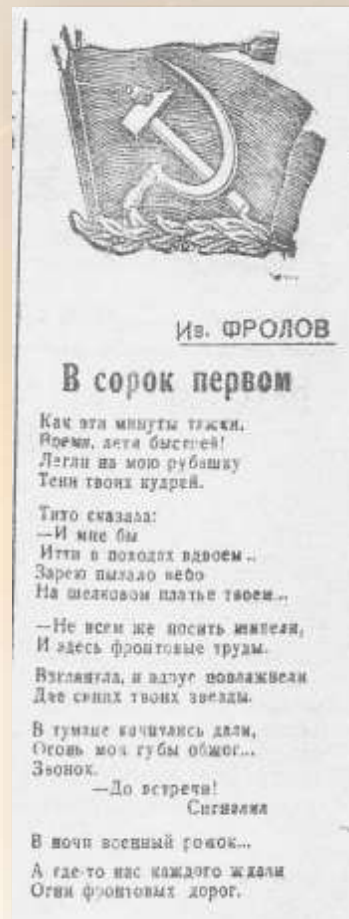 Ив. ФРОЛОВ
В сорок первом
Как эти минуты тяжки,
Время, лети быстрей!
Легли на мою рубашку
Тени твоих кудрей.
Тихо сказала:
—И мне бы
Итти в походах вдвоем...
Зарею пылало небо
На шелковом платье твоем...
—Не всем же носить шинели,
И здесь фронтовые труды.
Взглянула, и вдруг повлажнели
Две синих твоих звезды.
В тумане качались дали,
Огонь мои губы обжог...
Звонок.
—До встречи!
Сигналил
В ночи военный рожок...
А где-то нас каждого ждали
Огни фронтовых дорог.